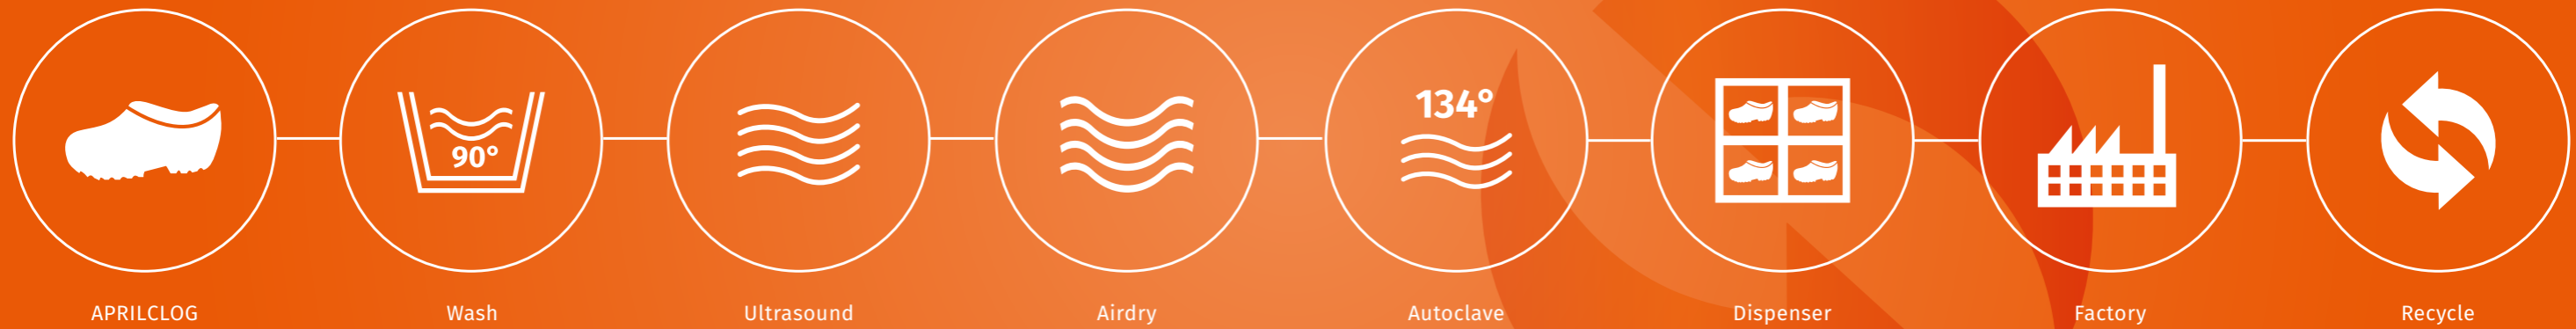 90°
134°
APRILCLOG
Wash
Ultrasound
Airdry
Autoclave
Dispenser
Factory
Recycle